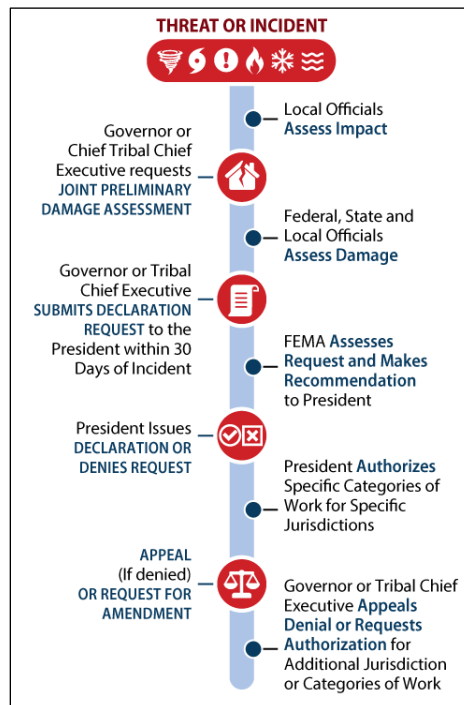 THREAT OR INCIDENT
Local Officials
Assess Impact
Governor or
Chief Tribal Chief
Executive requests
JOINT PRELIMINARY
DAMAGE ASSESSMENT
Federal, State and
Local Officials
Assess Damage
Governor or Tribal
Chief Executive
SUBMITS DECLARATION
REQUEST to the
President within 30
Days of Incident
FEMA Assesses
Request and Makes
Recommendation
to President
President Issues
DECLARATION OR
DENIES REQUEST
President Authorizes
Specific Categories of
Work for Specific
Jurisdictions
APPEAL
(If denied)
OR REQUEST FOR
AMENDMENT
Governor or Tribal Chief
Executive Appeals
Denial or Requests
Authorization for
Additional Jurisdiction
or Categories of Work